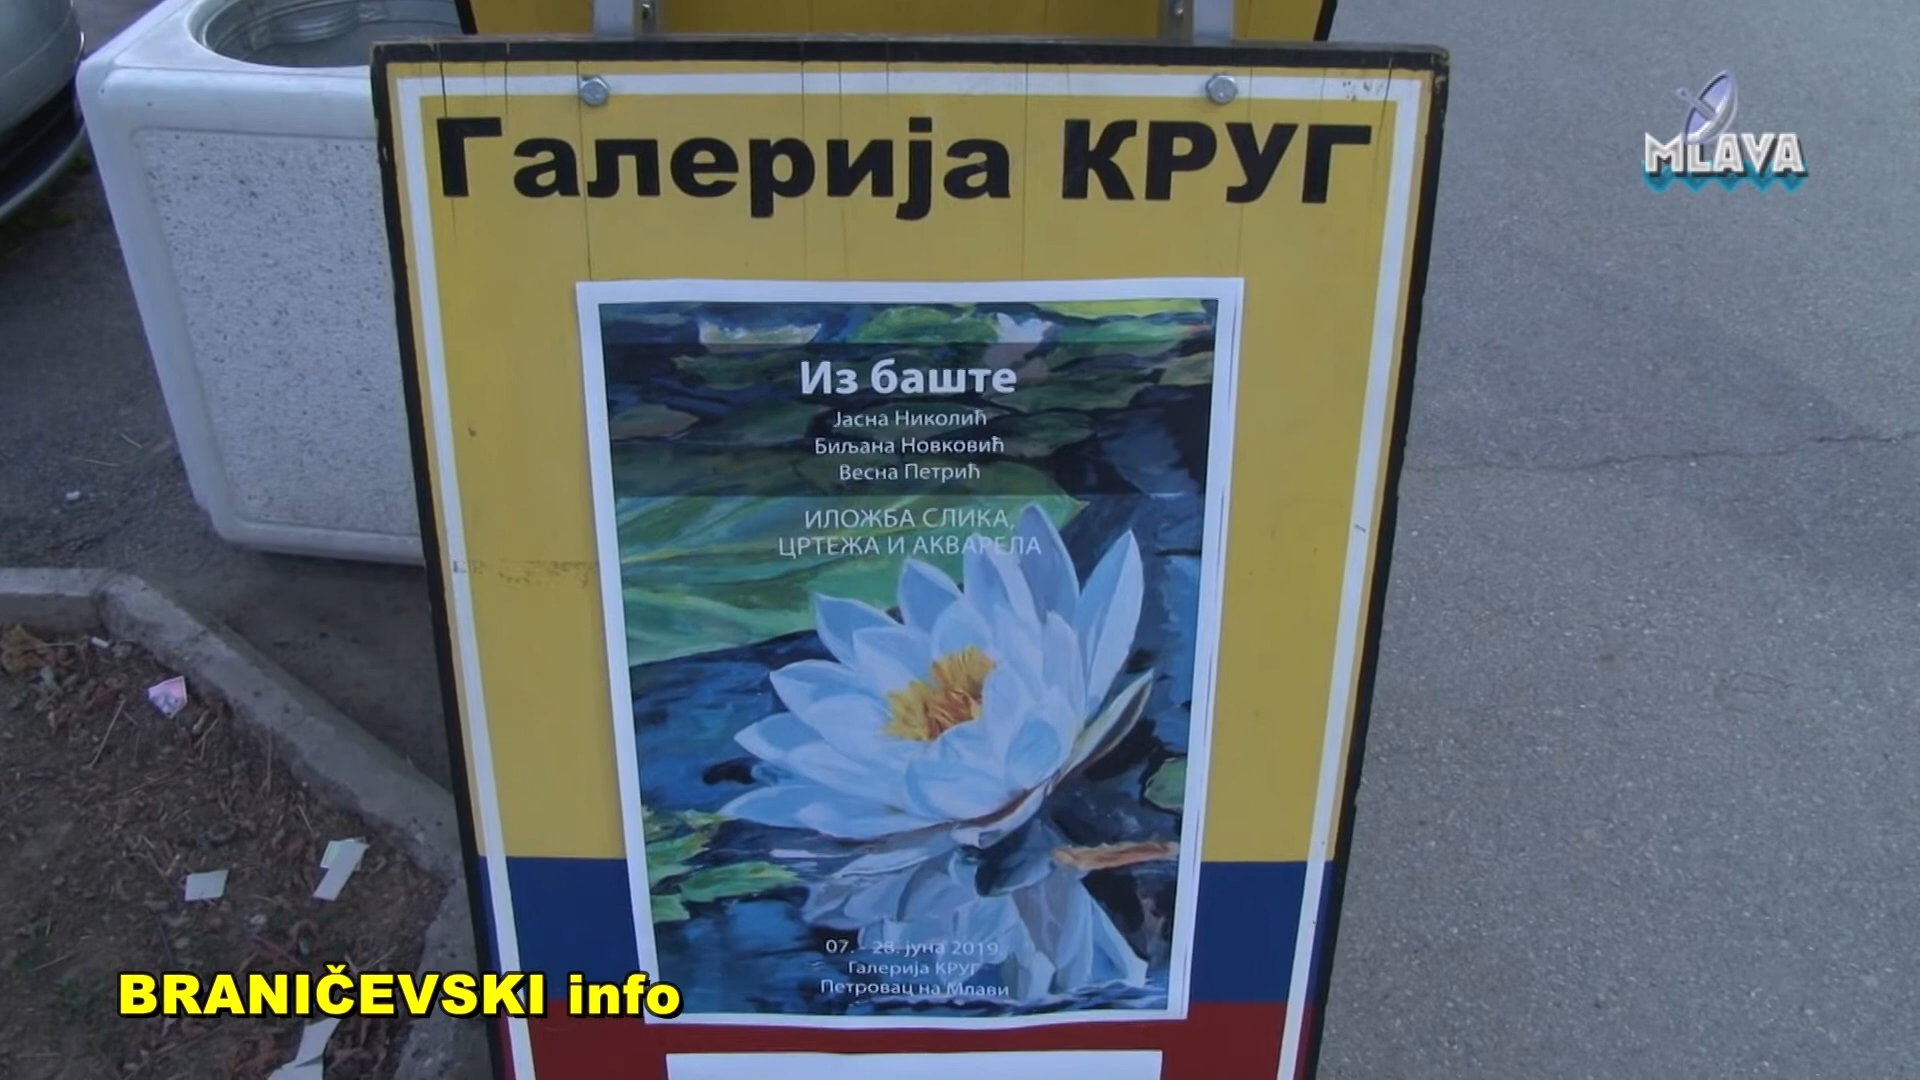 Галерија КРУГ
MLAVA
Из баште
Јасна Николић
Биљана Новковић
Весна Петрић
ИЛОЖБА СЛИКА,
ЦРТЕЖА И АКВАРЕЛА
07. - 28. јуна 2019.
Галерија КРУГ
Петровац на Млави
BRANIČEVSKI info